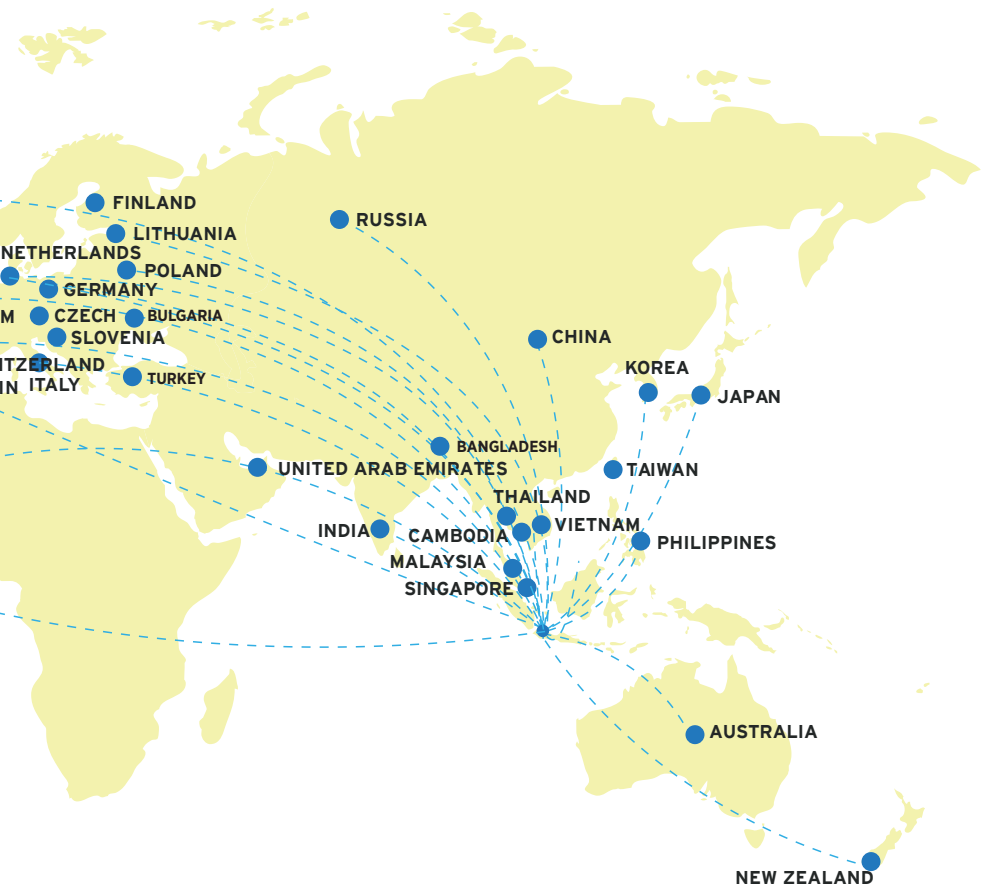 FINLAND
RUSSIA
LITHUANIA
NETHERLANDS
POLAND
GERMANY
M
CZECH
BULGARIA
SLOVENIA
CHINA
ITZERLAND
KOREA
IN
ITALY
TURKEY
JAPAN
BANGLADESH
UNITED ARAB EMIRATES
TAIWAN
THAILAND
INDIA
CAMBODIA
VIETNAM
PHILIPPINES
MALAYSIA
SINGAPORE
AUSTRALIA
NEW ZEALAND